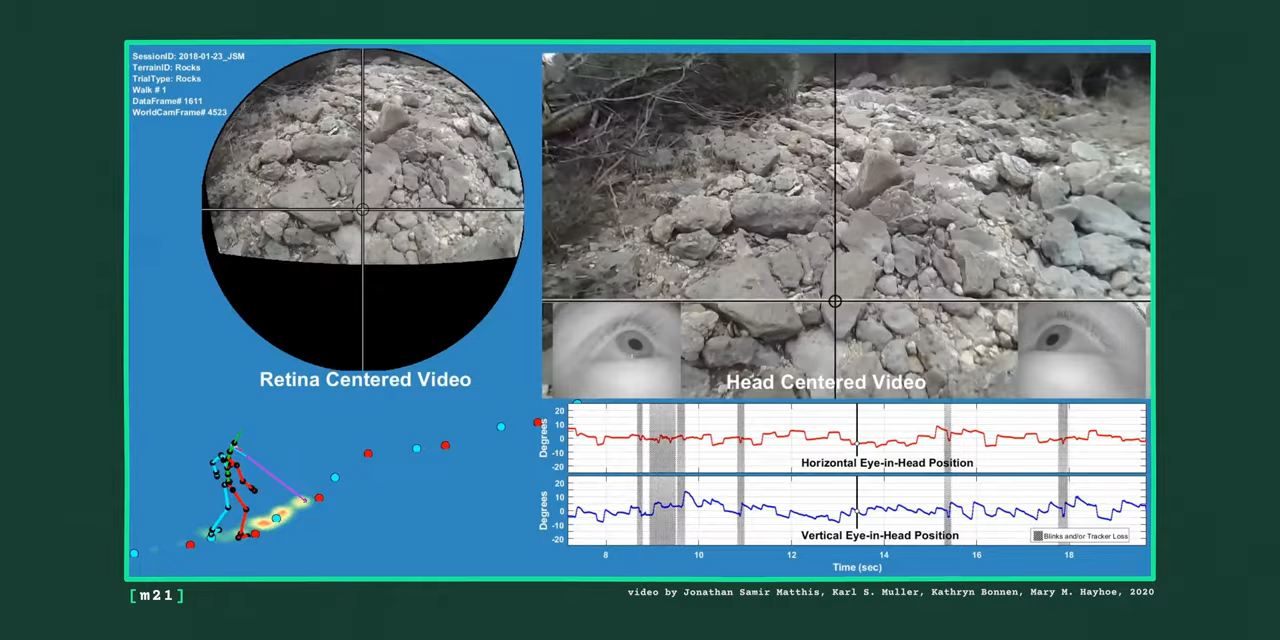 SessionID: 2018-01-23_JSM
TerrainID: Rocks
TrialType: Rocks
Walk # 1
DataFrame# 1611
WorldCamFrame# 4523
Retina Centered Video
Head Centered Video
20
10
0
-10
-20
Degrees
Horizontal Eye-in-Head Position
20
10
0
-10
-20
Degrees
Vertical Eye-in-Head Position
Blinks and/or Tracker Loss
8 10 12 14 16 18
Time (sec)
[m21]
video by Jonathan Samir Matthis, Karl S. Muller, Kathryn Bonnen, Mary M. Hayhoe, 2020